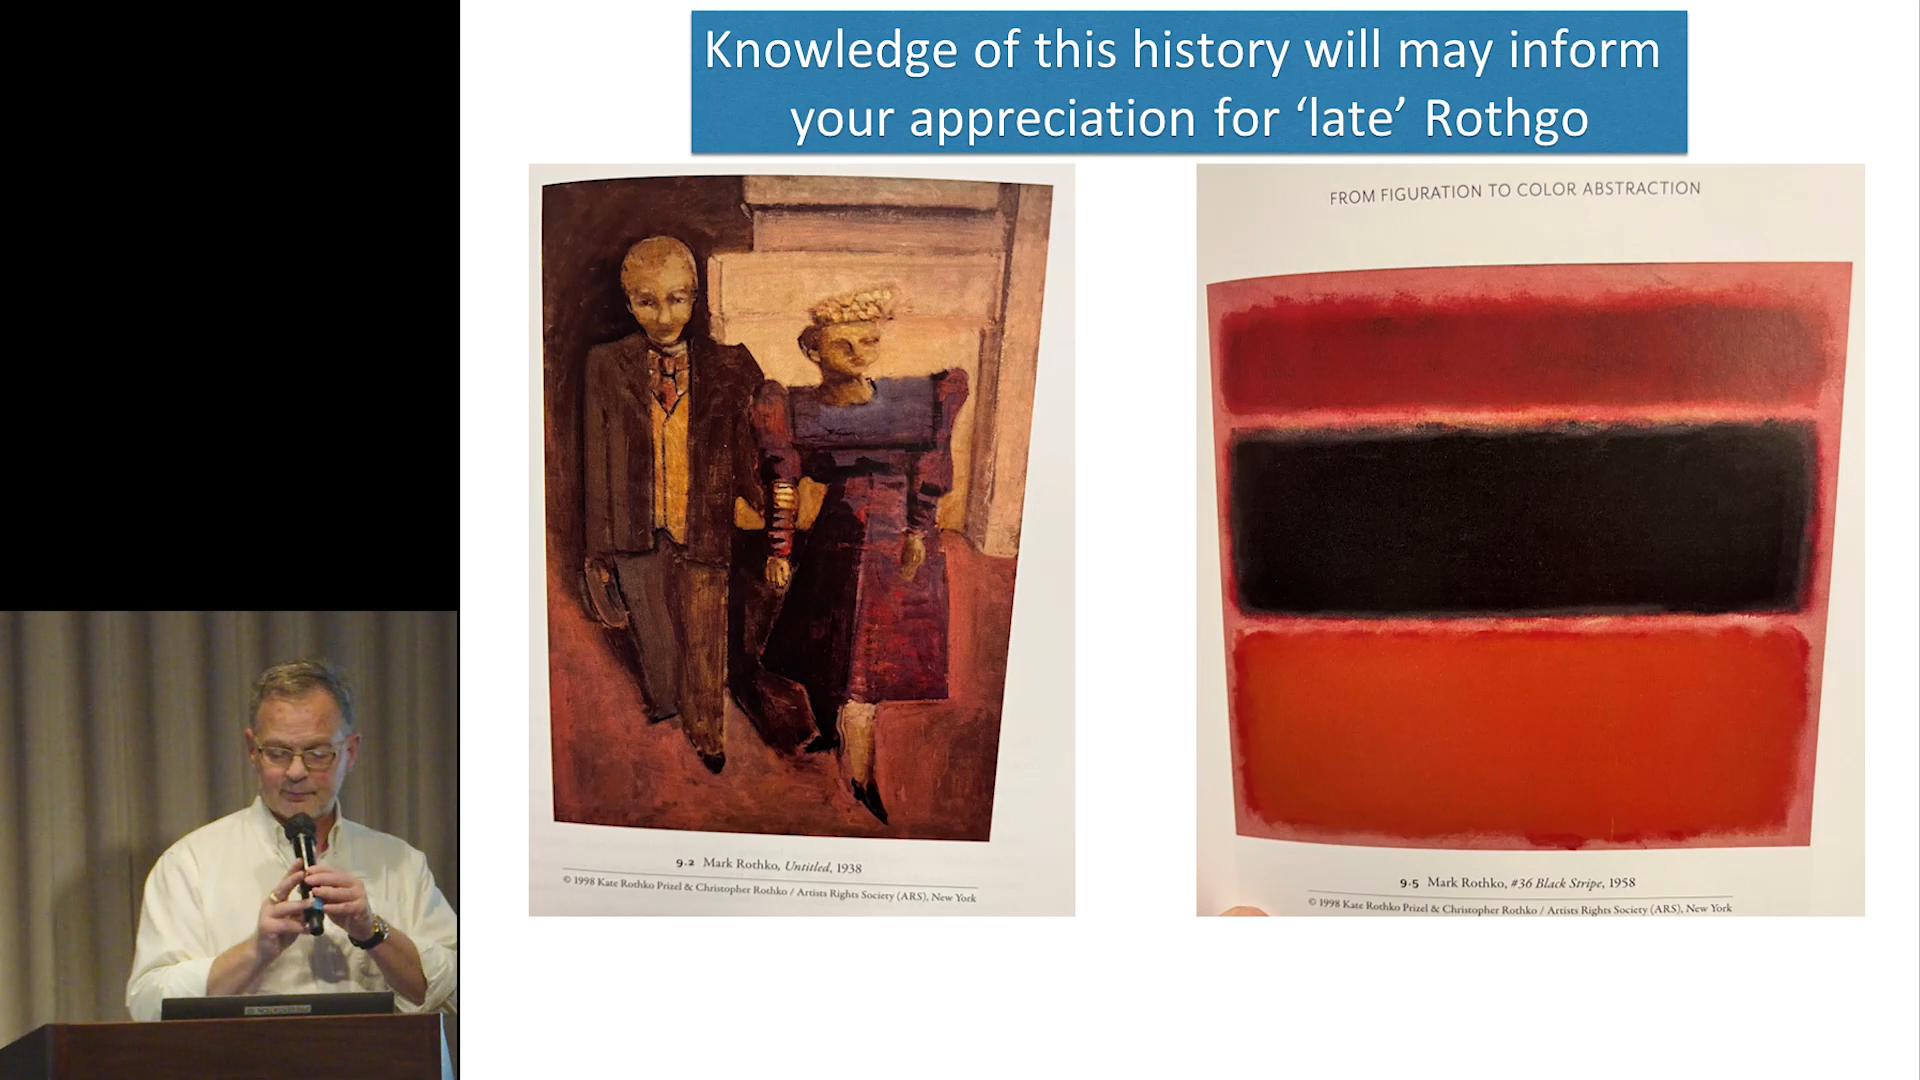 Knowledge of this history will may inform
your appreciation for ‘late’ Rothgo
9.2 Mark Rothko, Untitled, 1938
© 1998 Kate Rothko Prizel & Christopher Rothko / Artists Rights Society (ARS), New York
FROM FIGURATION TO COLOR ABSTRACTION
9.5 Mark Rothko, #36 Black Stripe, 1958
© 1998 Kate Rothko Prizel & Christopher Rothko / Artists Rights Society (ARS), New York